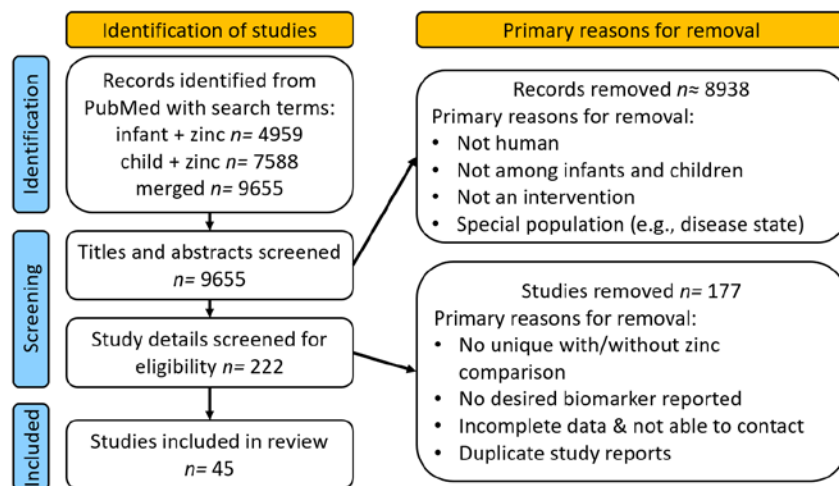 Identification of studies
Primary reasons for removal
Identification
Records identified from
PubMed with search terms:
infant + zinc n= 4959
child + zinc n= 7588
merged n= 9655
Records removed n≈ 8938
Primary reasons for removal:
• Not human
• Not among infants and children
• Not an intervention
• Special population (e.g., disease state)
Screening
Titles and abstracts screened
n= 9655
Study details screened for
eligibility n= 222
Studies removed n= 177
Primary reasons for removal:
• No unique with/without zinc
comparison
• No desired biomarker reported
• Incomplete data & not able to contact
• Duplicate study reports
Included
Studies included in review
n= 45